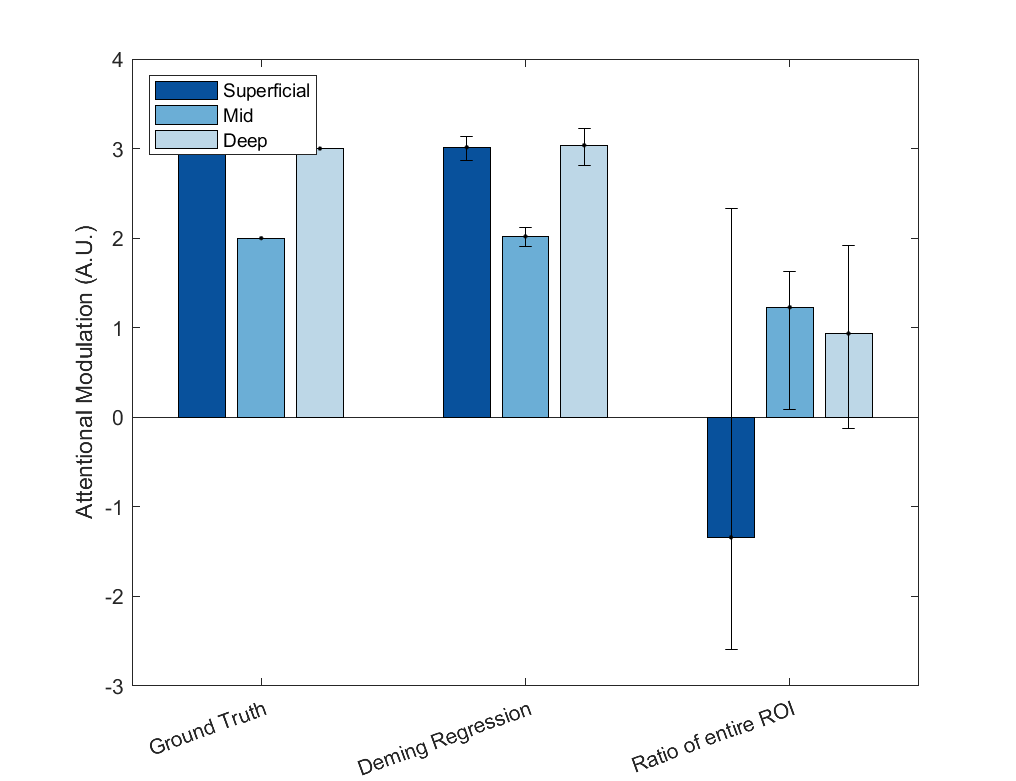 4
3
2
1
0
-1
-2
-3
Attentional Modulation (A.U.)
Superficial
Mid
Deep
Ground Truth
Deming Regression
Ratio of entire ROI